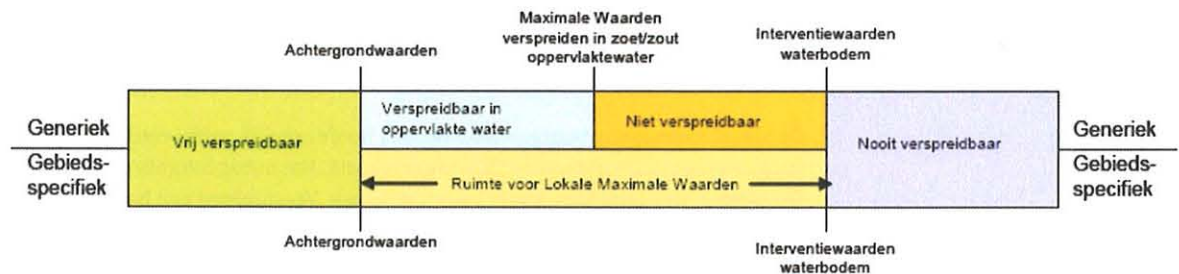 Maximale Waarden
verspreiden in zoet/zout
oppervlaktewater
Achtergrondwaarden
Interventiewaarden
waterbodem
Verspreidbaar in
oppervlakte water
Niet verspreidbaar
Generiek
Vrij verspreidbaar
Nooit verspreidbaar
Generiek
Gebieds-
specifiek
Ruimte voor Lokale Maximale Waarden
Gebieds-
specifiek
Achtergrondwaarden
Interventiewaarden
waterbodem